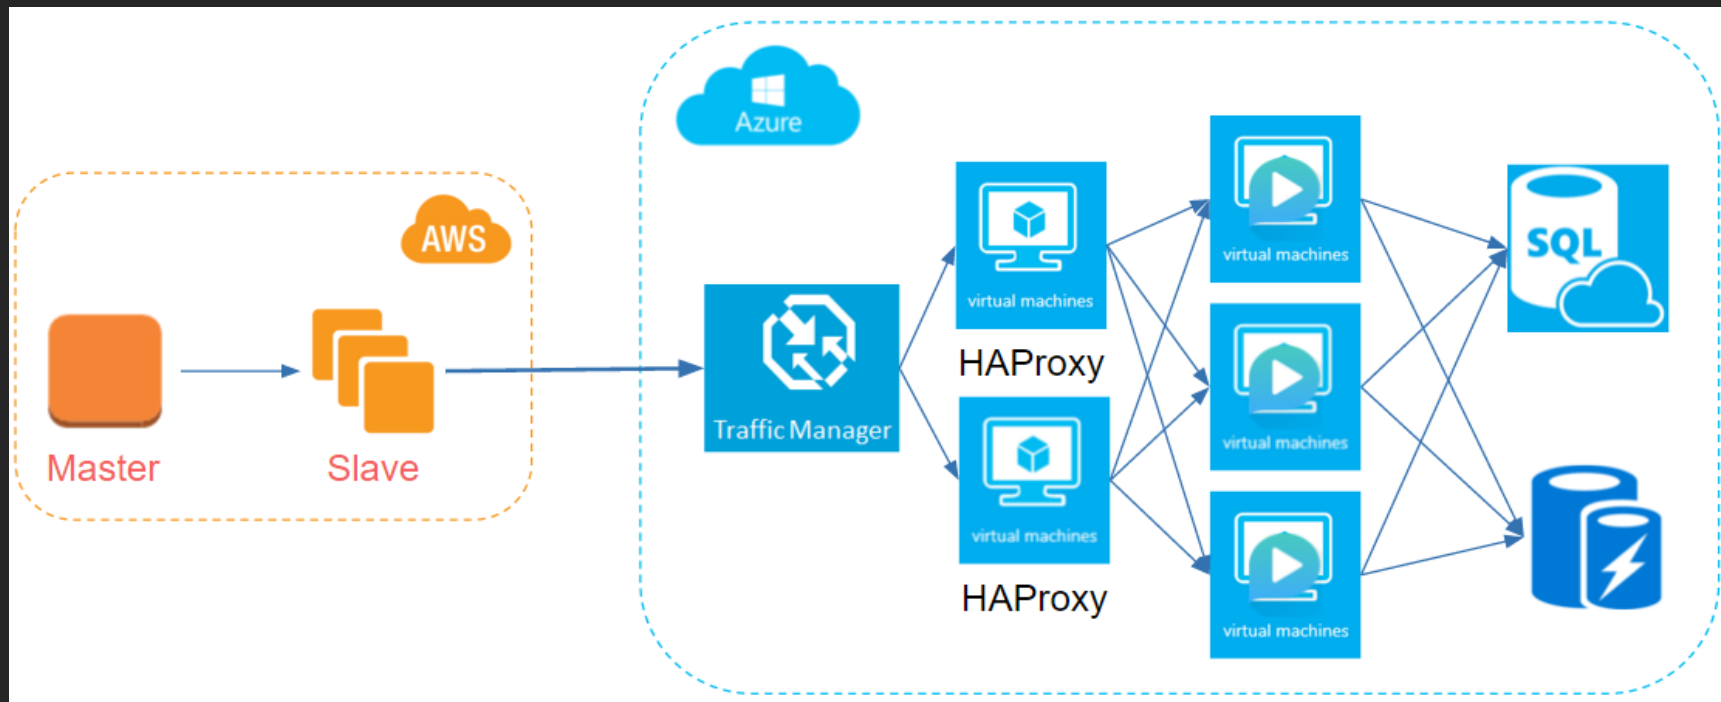 AWS
Master
Slave
Azure
Traffic Manager
virtual machines
HAProxy
virtual machines
HAProxy
virtual machines
virtual machines
virtual machines
SQL